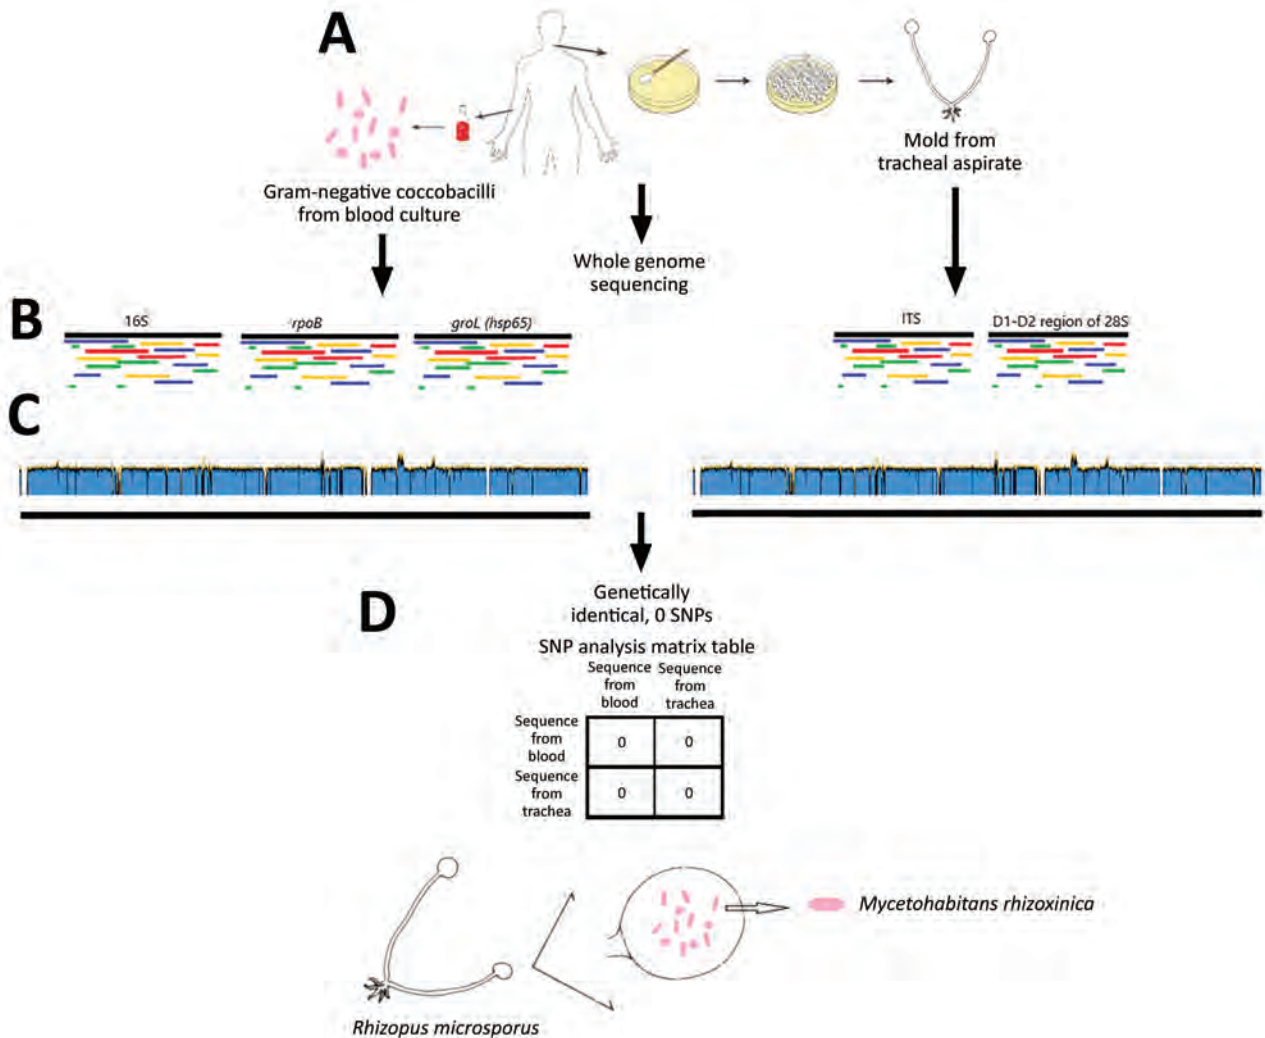 A
Mold from
tracheal aspirate
Gram-negative coccobacilli
from blood culture
Whole genome
sequencing
B
16S
rpoB
groL (hsp65)
ITS
D1-D2 region of 28S
C
D
Genetically
identical, 0 SNPs
SNP analysis matrix table
Sequence
from
blood
Sequence
from
trachea
Sequence
from
blood
0
0
Sequence
from
trachea
0
0
Mycetohabitans rhizoxinica
Rhizopus microsporus